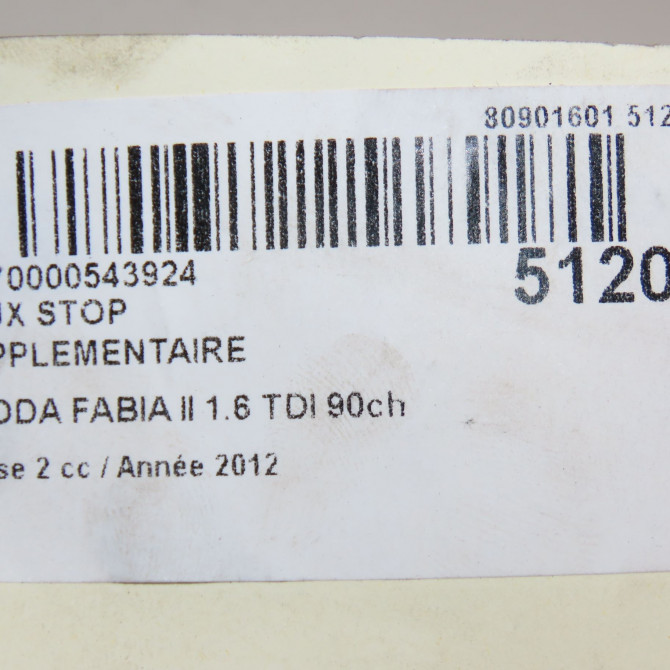 80901601 512
70000543924
5120
UX STOP
PPLEMENTAIRE
ODA FABIA II 1.6 TDI 90ch
se 2 cc / Année 2012